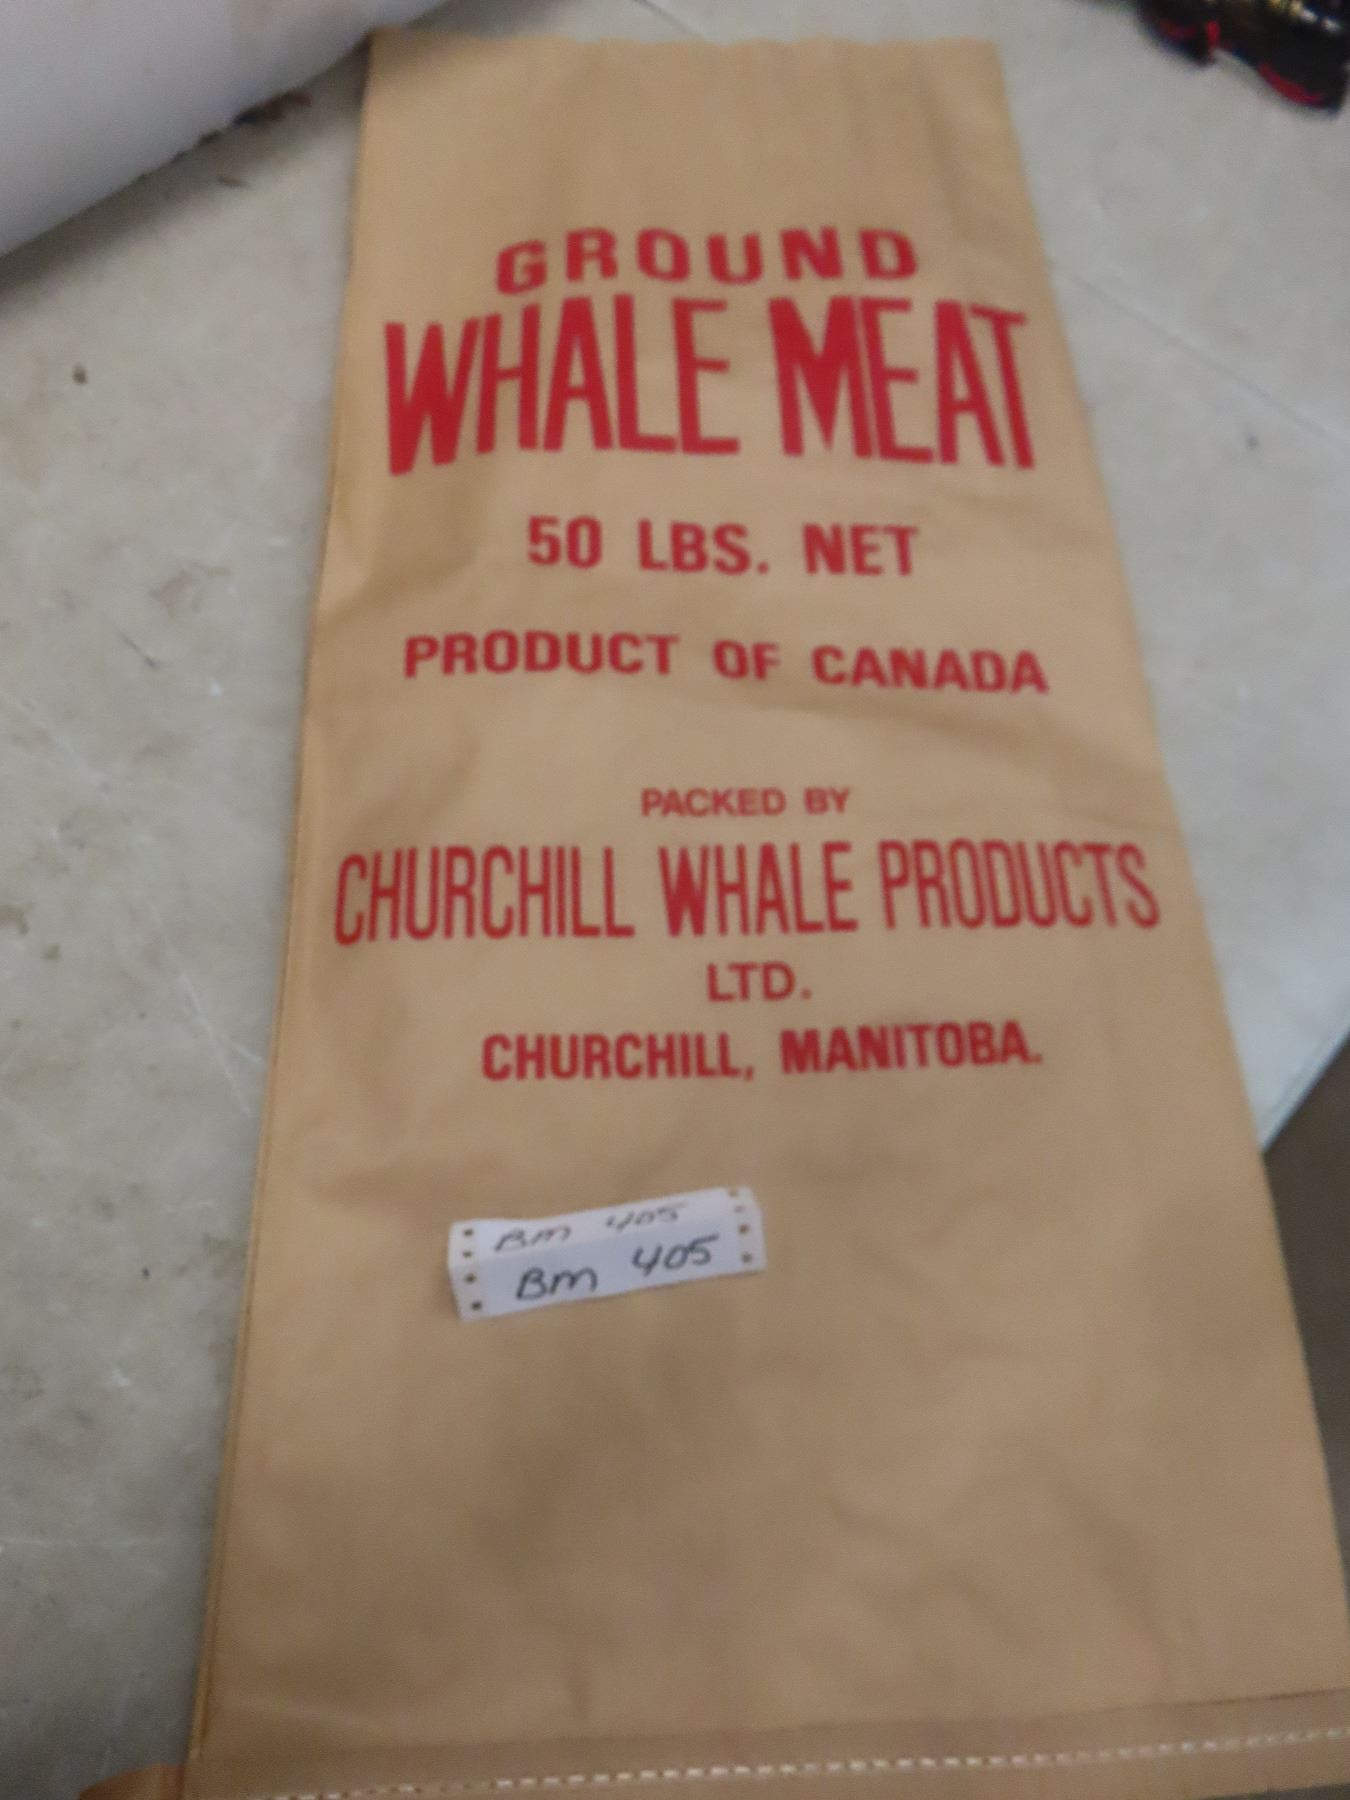 GROUND
WHALE MEAT
50 LBS. NET
PRODUCT OF CANADA
PACKED BY
CHURCHILL WHALE PRODUCTS
LTD.
CHURCHILL, MANITOBA.
Bm 405
Bm 405